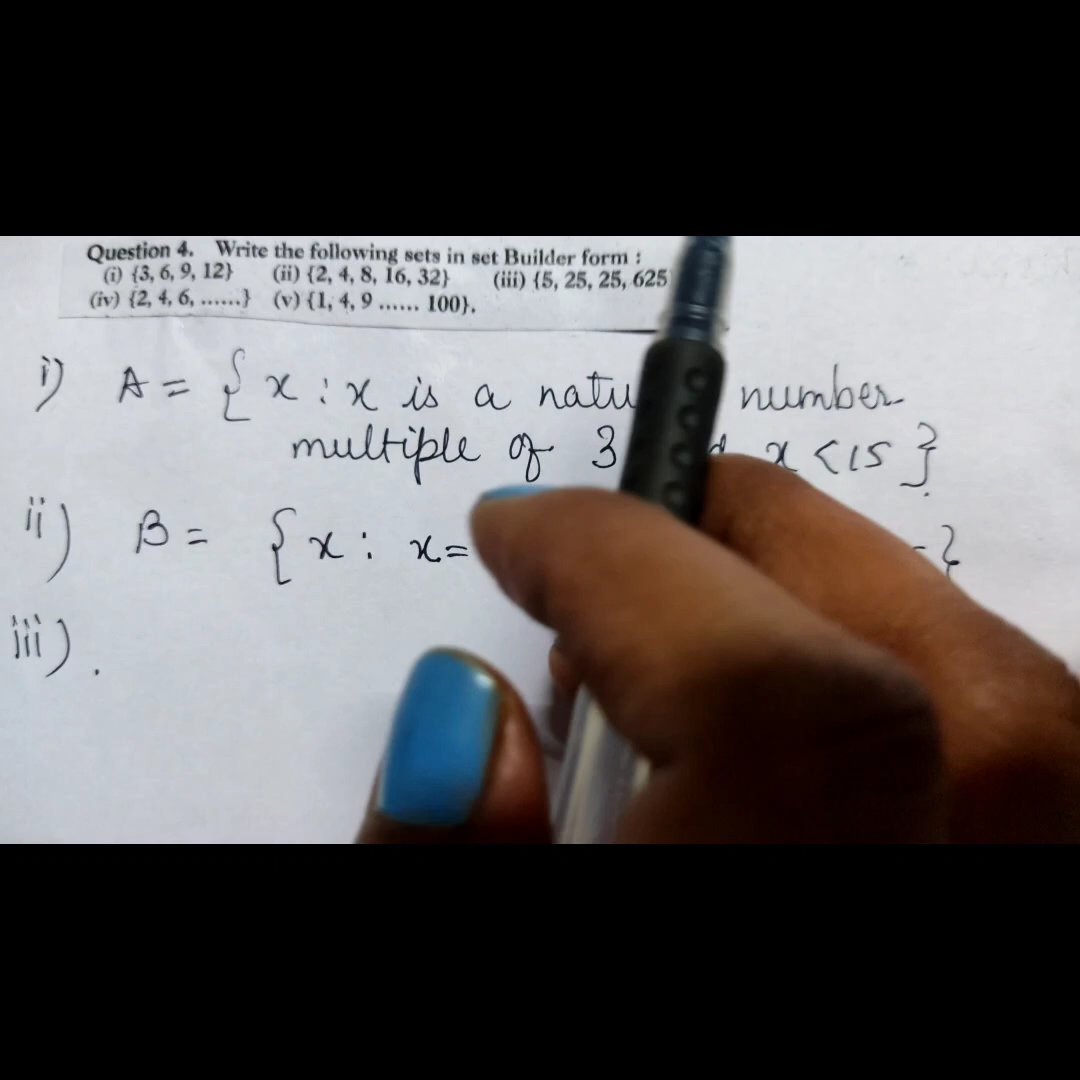 Question 4. Write the following sets in set Builder form :
(i) {3, 6, 9, 12} (ii) {2, 4, 8, 16, 32} (iii) {5, 25, 25, 625
(iv) {2, 4, 6, ......} (v) {1, 4, 9 ...... 100}.
i) A = { x : x is a natu number
multiple of 3 x < 15 }.
ii) B = { x : x = }
iii) .